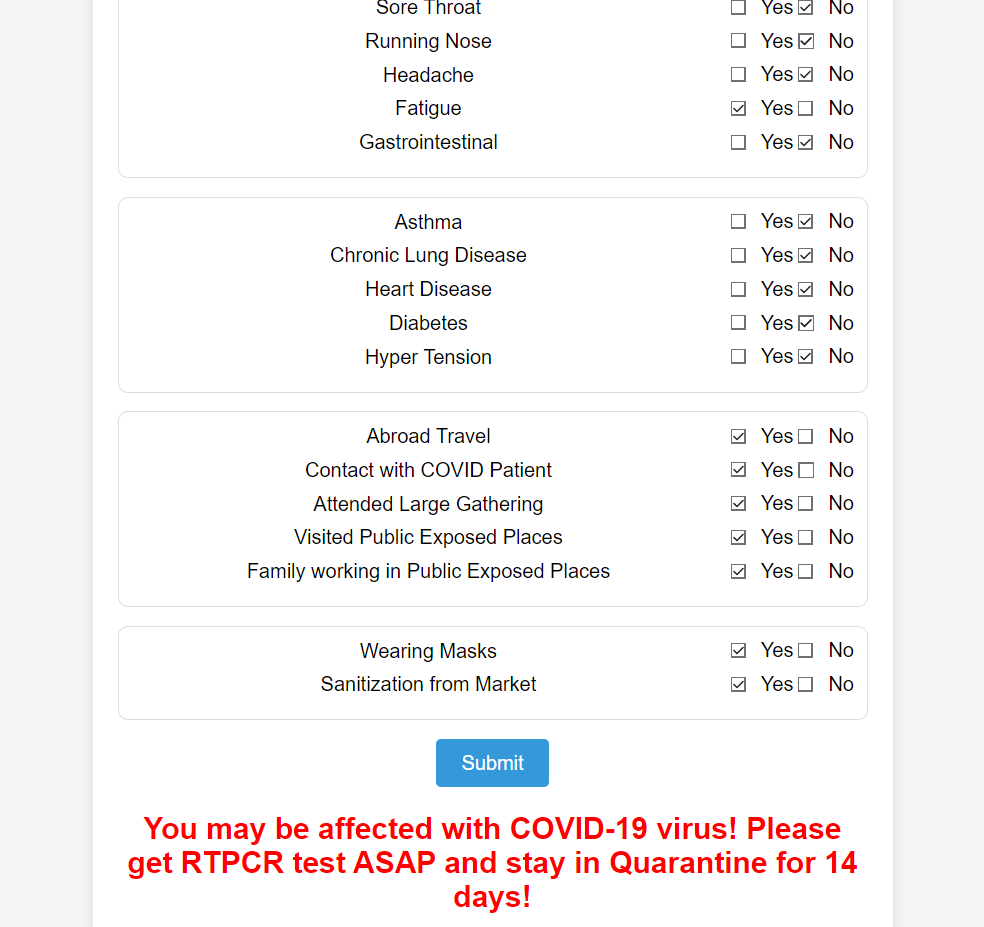 Sore Throat Yes No
Running Nose Yes No
Headache Yes No
Fatigue Yes No
Gastrointestinal Yes No
Asthma Yes No
Chronic Lung Disease Yes No
Heart Disease Yes No
Diabetes Yes No
Hyper Tension Yes No
Abroad Travel Yes No
Contact with COVID Patient Yes No
Attended Large Gathering Yes No
Visited Public Exposed Places Yes No
Family working in Public Exposed Places Yes No
Wearing Masks Yes No
Sanitization from Market Yes No
Submit
You may be affected with COVID-19 virus! Please
get RTPCR test ASAP and stay in Quarantine for 14
days!